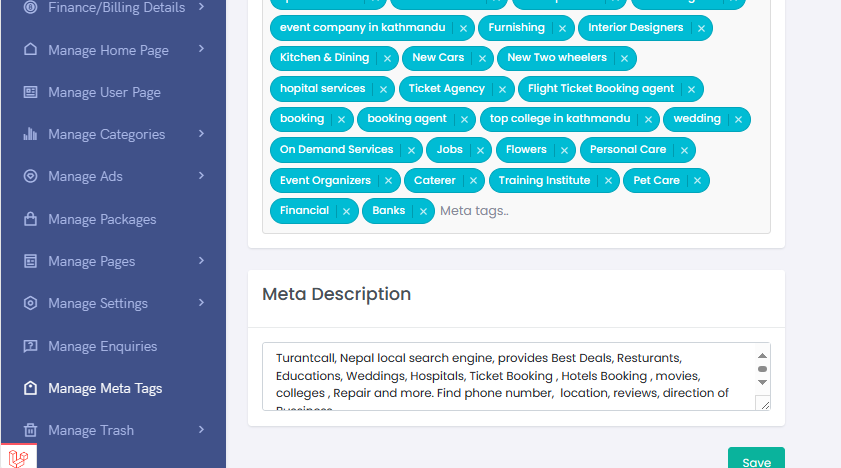 Finance/Billing Details
Manage Home Page
Manage User Page
Manage Categories
Manage Ads
Manage Packages
Manage Pages
Manage Settings
Manage Enquiries
Manage Meta Tags
Manage Trash
event company in kathmandu × Furnishing × Interior Designers ×
Kitchen & Dining × New Cars × New Two wheelers ×
hopital services × Ticket Agency × Flight Ticket Booking agent ×
booking × booking agent × top college in kathmandu × wedding ×
On Demand Services × Jobs × Flowers × Personal Care ×
Event Organizers × Caterer × Training Institute × Pet Care ×
Financial × Banks × Meta tags..
Meta Description
Turantcall, Nepal local search engine, provides Best Deals, Resturants,
Educations, Weddings, Hospitals, Ticket Booking , Hotels Booking , movies,
colleges , Repair and more. Find phone number,  location, reviews, direction of
Save